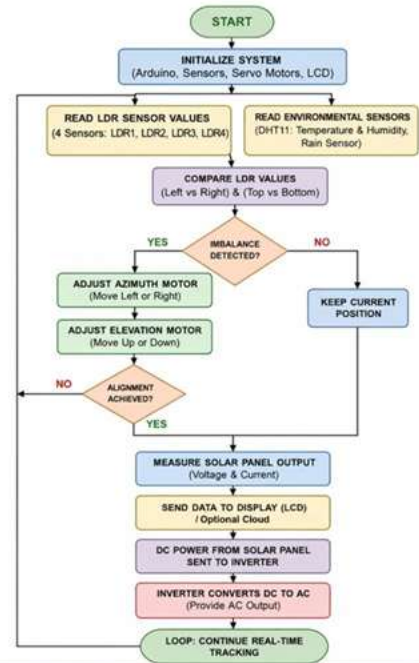 START
INITIALIZE SYSTEM
(Arduino, Sensors, Servo Motors, LCD)
READ LDR SENSOR VALUES
(4 Sensors: LDR1, LDR2, LDR3, LDR4)
READ ENVIRONMENTAL SENSORS
(DHT11: Temperature & Humidity,
Rain Sensor)
COMPARE LDR VALUES
(Left vs Right) & (Top vs Bottom)
IMBALANCE
DETECTED?
YES
NO
ADJUST AZIMUTH MOTOR
(Move Left or Right)
KEEP CURRENT
POSITION
ADJUST ELEVATION MOTOR
(Move Up or Down)
NO
ALIGNMENT
ACHIEVED?
YES
MEASURE SOLAR PANEL OUTPUT
(Voltage & Current)
SEND DATA TO DISPLAY (LCD)
/ Optional Cloud
DC POWER FROM SOLAR PANEL
SENT TO INVERTER
INVERTER CONVERTS DC TO AC
(Provide AC Output)
LOOP: CONTINUE REAL-TIME
TRACKING